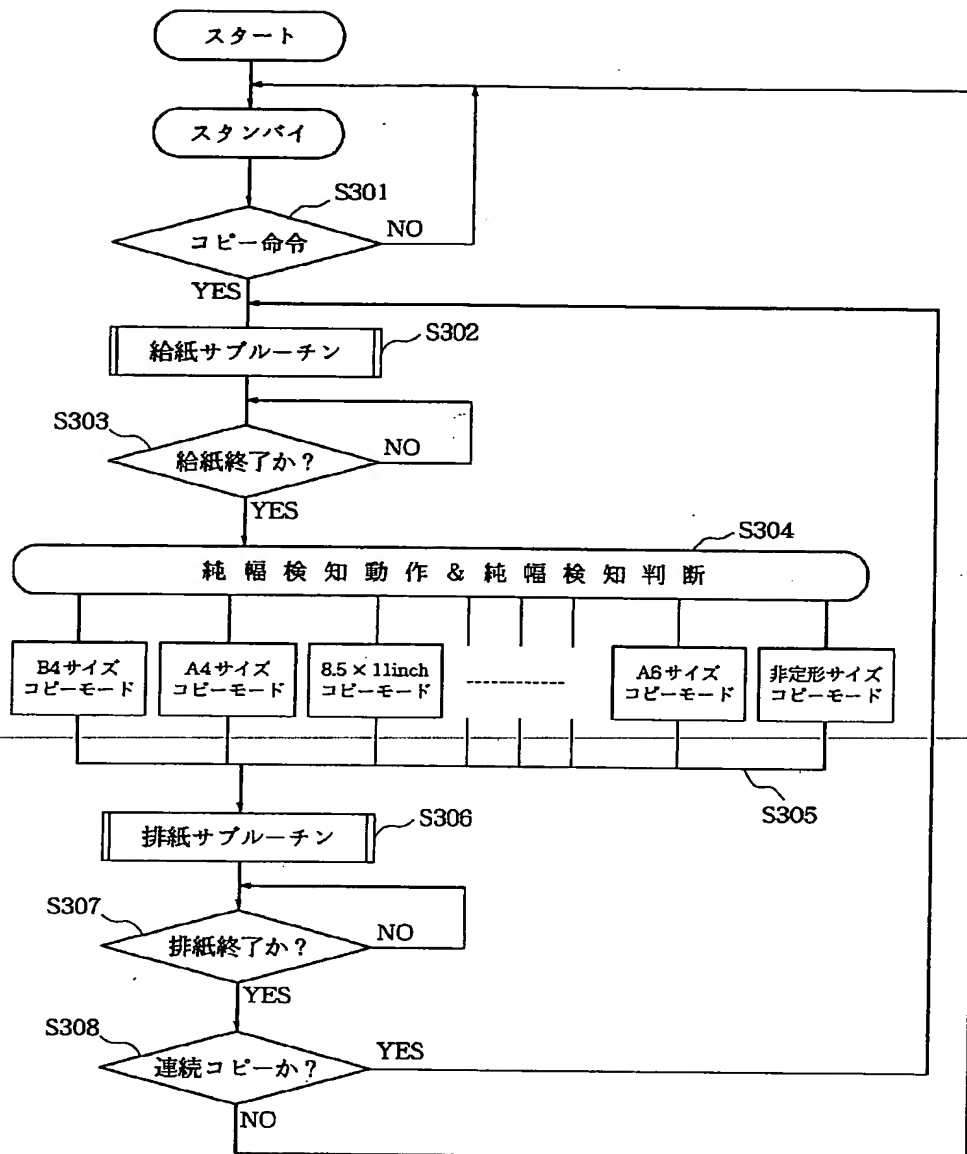 スタート
スタンバイ
S301
コピー命令
NO
YES
給紙サブルーチン
S302
S303
給紙終了か？
NO
YES
S304
純幅検知動作&純幅検知判断
B4サイズ
コピーモード
A4サイズ
コピーモード
8.5×11inch
コピーモード
A6サイズ
コピーモード
非定形サイズ
コピーモード
S305
排紙サブルーチン
S306
S307
排紙終了か？
NO
YES
S308
連続コピーか？
YES
NO